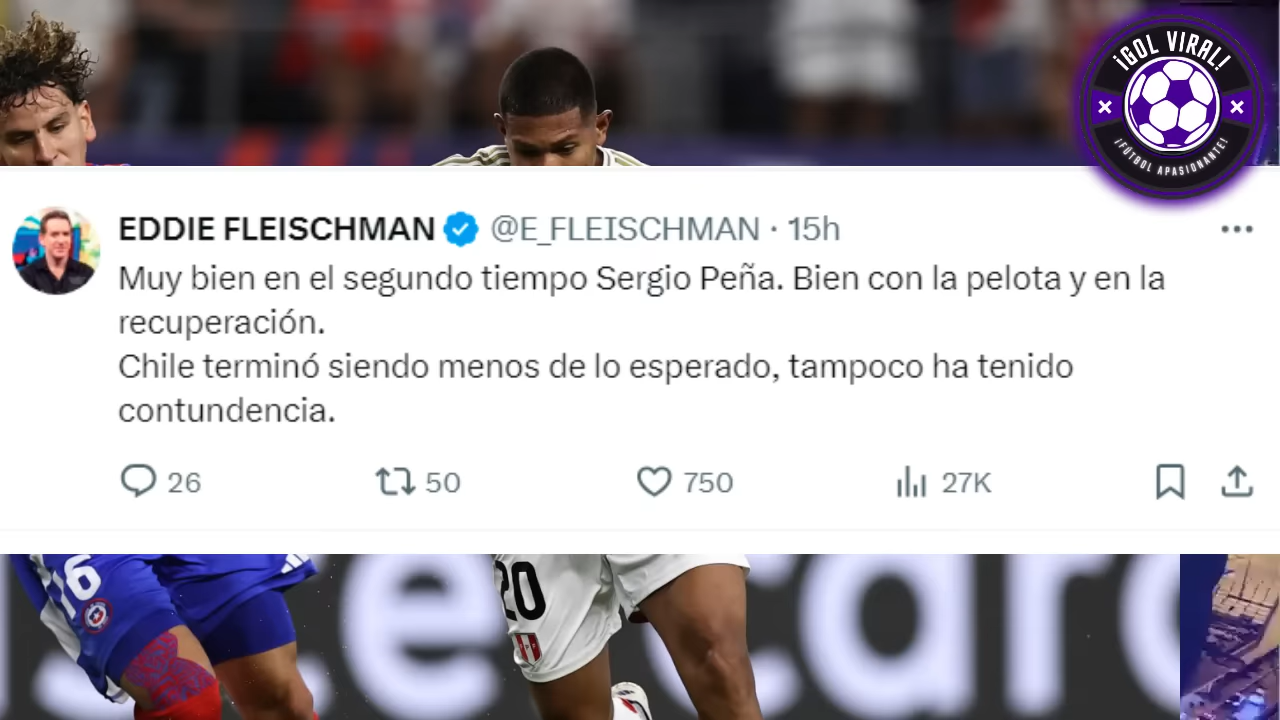 ¡GOL VIRAL!
¡FÚTBOL APASIONANTE!
EDDIE FLEISCHMAN @E_FLEISCHMAN · 15h
Muy bien en el segundo tiempo Sergio Peña. Bien con la pelota y en la
recuperación.
Chile terminó siendo menos de lo esperado, tampoco ha tenido
contundencia.
26 50 750 27K
16
20